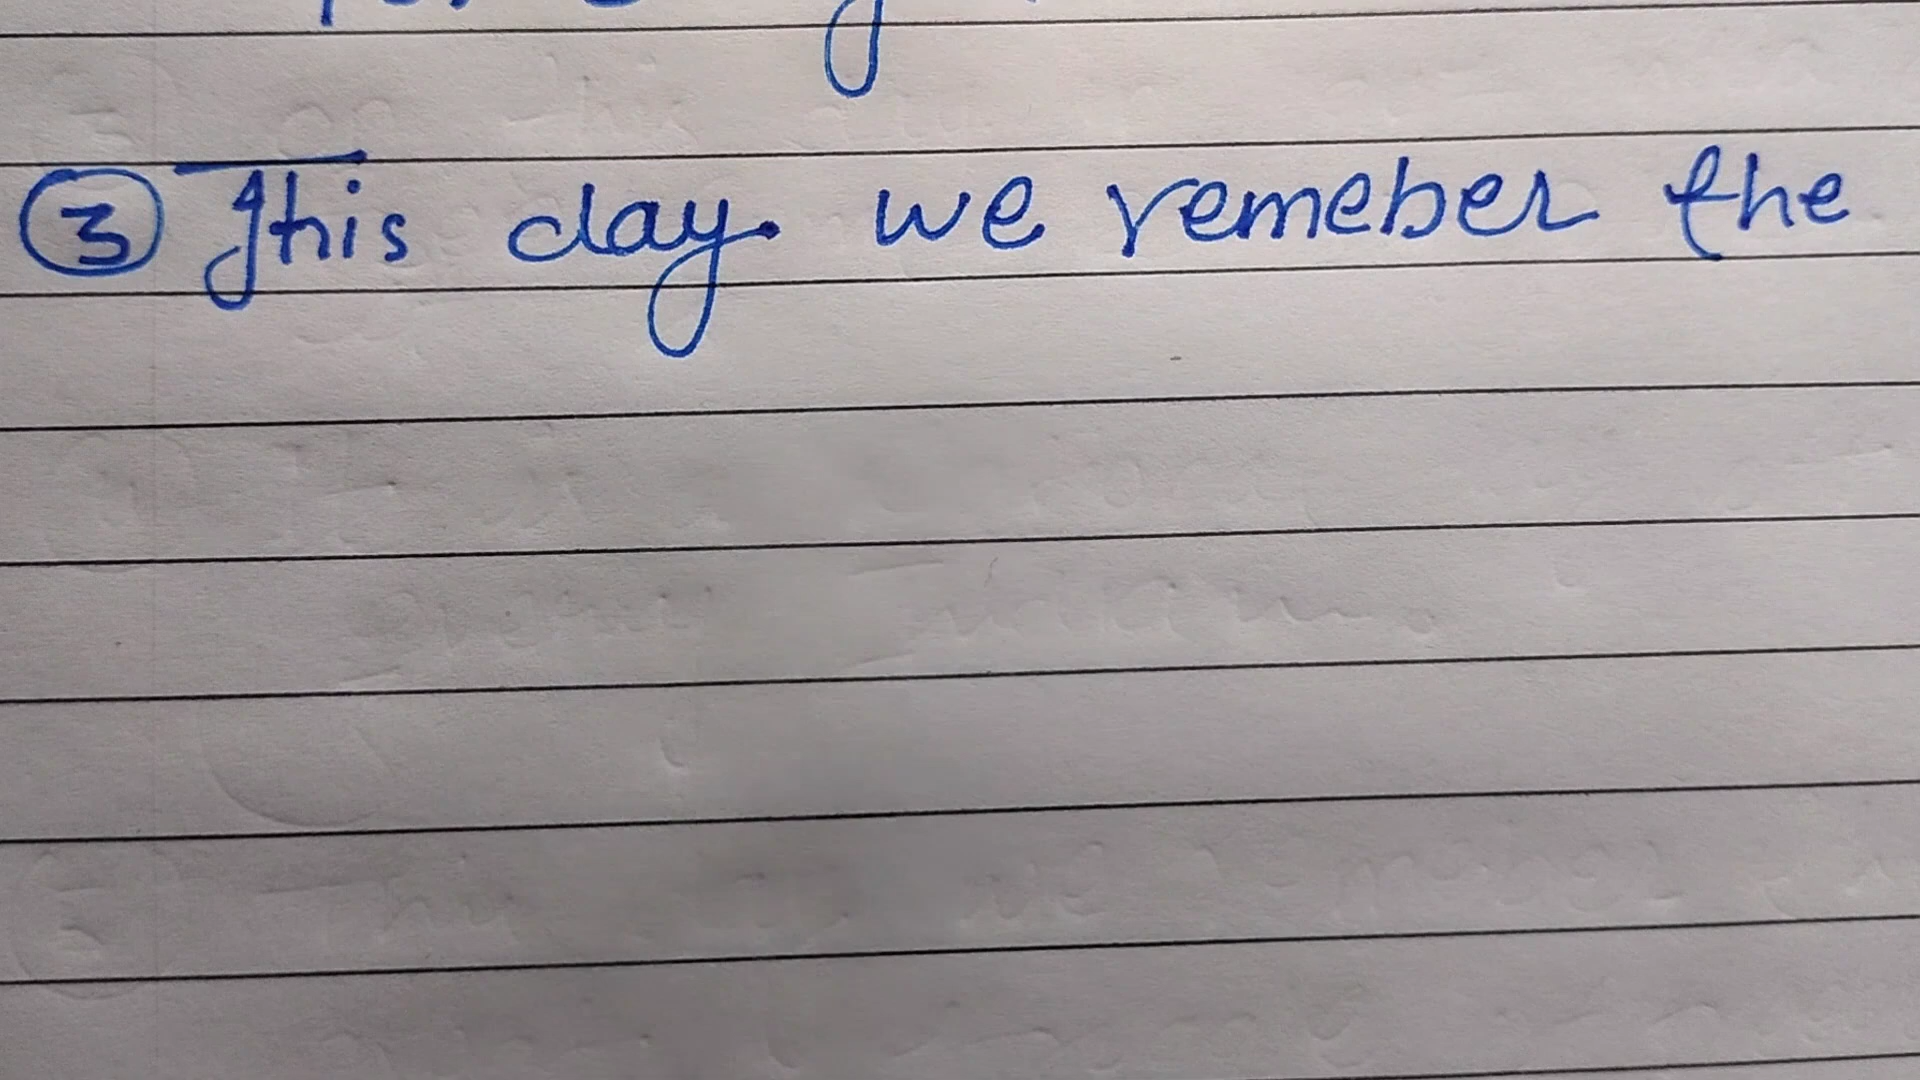 ③ This day. we remeber the